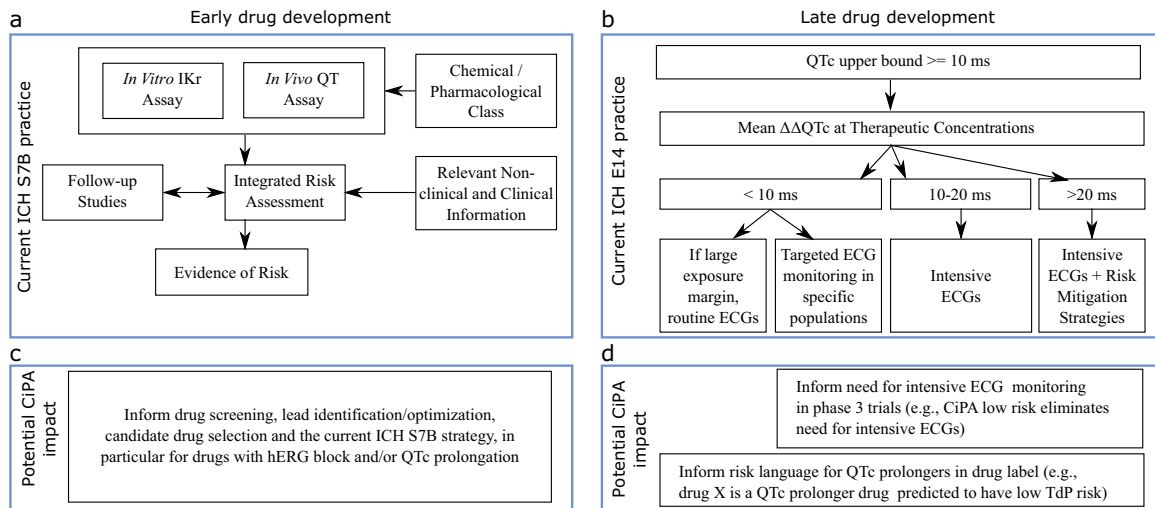 a
Early drug development
Current ICH S7B practice
In Vitro IKr
Assay
In Vivo QT
Assay
Chemical /
Pharmacological
Class
Follow-up
Studies
Integrated Risk
Assessment
Relevant Non-
clinical and Clinical
Information
Evidence of Risk
b
Late drug development
Current ICH E14 practice
QTc upper bound >= 10 ms
Mean ΔΔQTc at Therapeutic Concentrations
< 10 ms
10-20 ms
>20 ms
If large
exposure
margin,
routine ECGs
Targeted ECG
monitoring in
specific
populations
Intensive
ECGs
Intensive
ECGs + Risk
Mitigation
Strategies
c
Potential CiPA
impact
Inform drug screening, lead identification/optimization,
candidate drug selection and the current ICH S7B strategy, in
particular for drugs with hERG block and/or QTc prolongation
d
Potential CiPA
impact
Inform need for intensive ECG monitoring
in phase 3 trials (e.g., CiPA low risk eliminates
need for intensive ECGs)
Inform risk language for QTc prolongers in drug label (e.g.,
drug X is a QTc prolonger drug predicted to have low TdP risk)